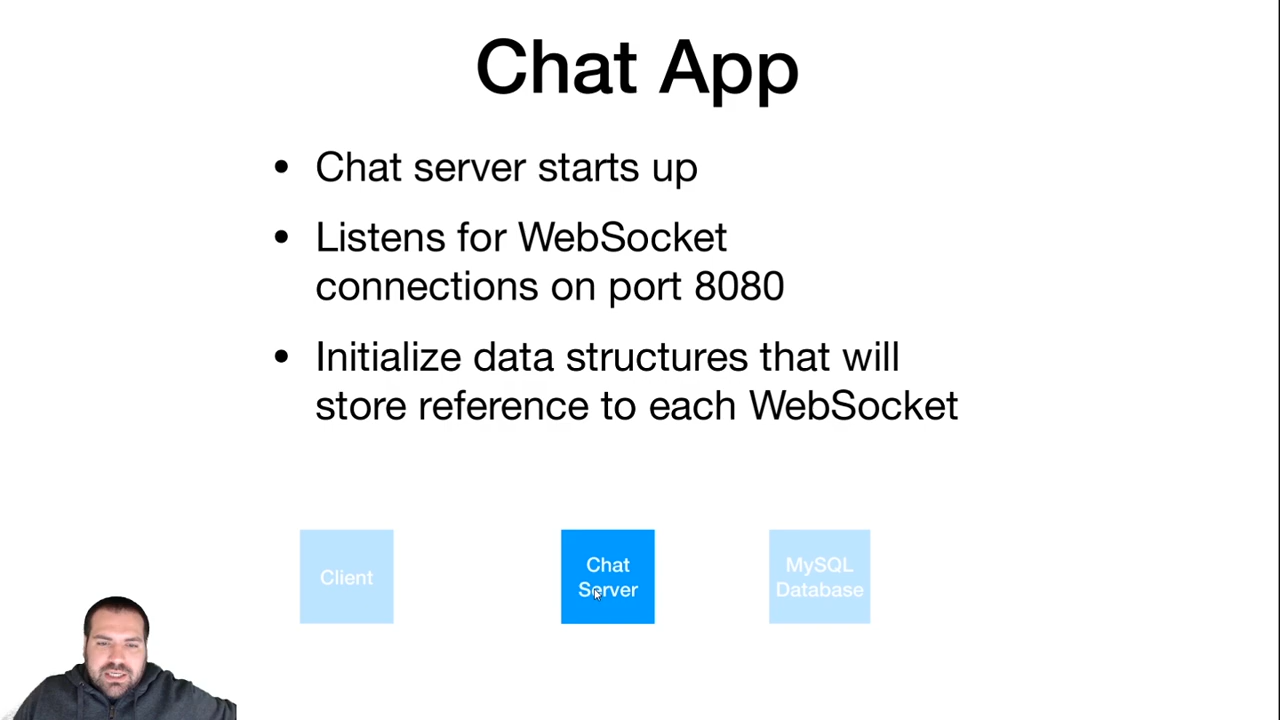 Chat App
• Chat server starts up
• Listens for WebSocket
connections on port 8080
• Initialize data structures that will
store reference to each WebSocket
Client
Chat
Server
MySQL
Database